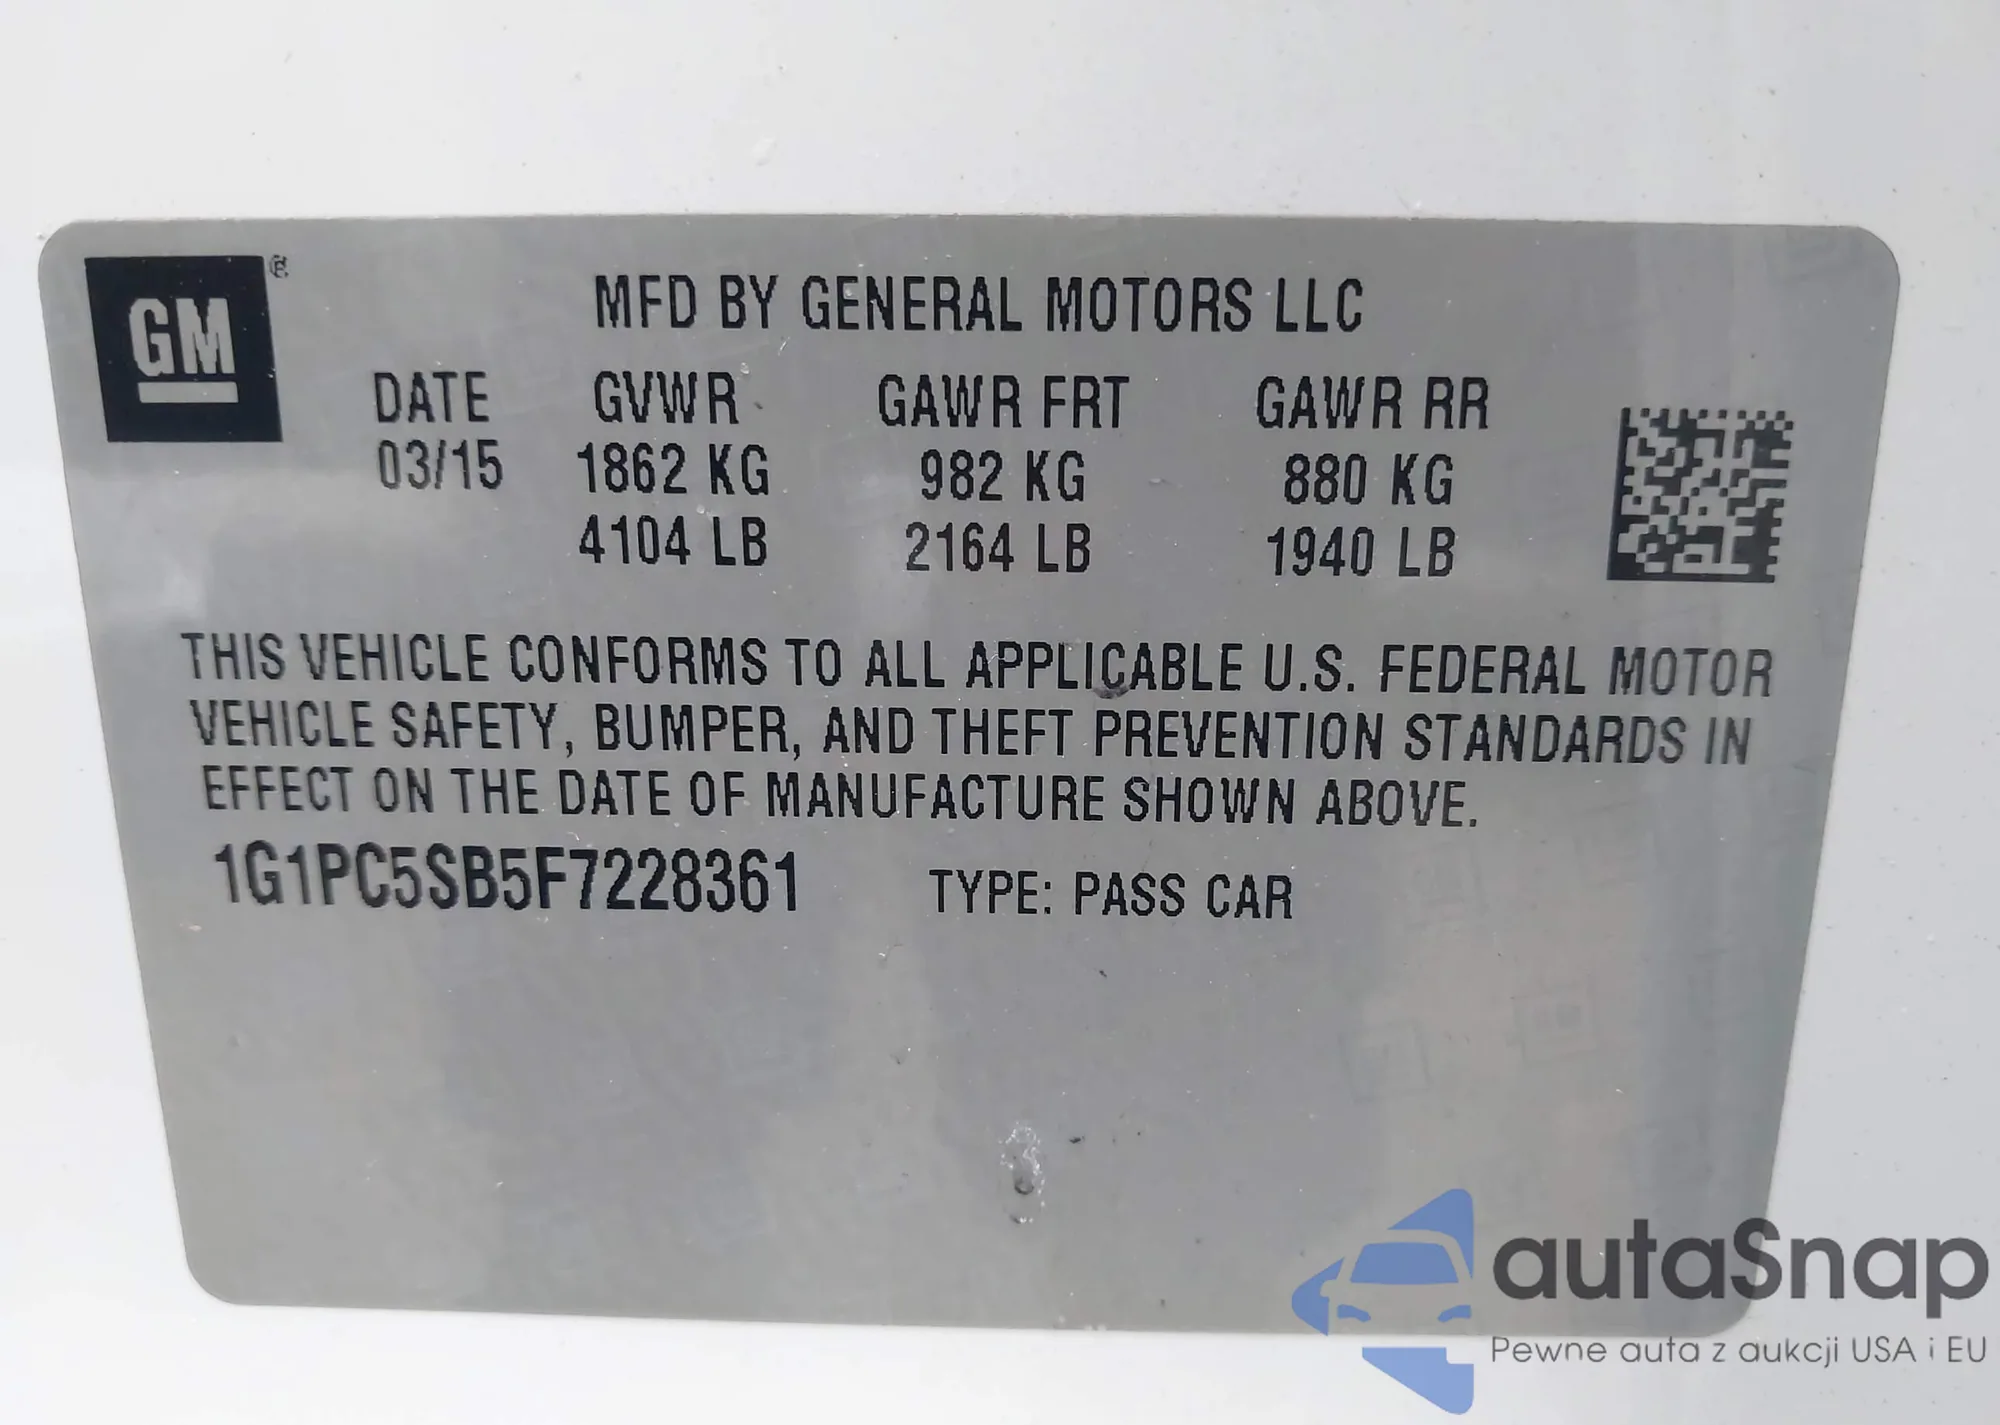 GM®
MFD BY GENERAL MOTORS LLC
DATE GVWR GAWR FRT GAWR RR
03/15 1862 KG 982 KG 880 KG
4104 LB 2164 LB 1940 LB
THIS VEHICLE CONFORMS TO ALL APPLICABLE U.S. FEDERAL MOTOR
VEHICLE SAFETY, BUMPER, AND THEFT PREVENTION STANDARDS IN
EFFECT ON THE DATE OF MANUFACTURE SHOWN ABOVE.
1G1PC5SB5F7228361 TYPE: PASS CAR
autaSnap
Pewne auta z aukcji USA i EU